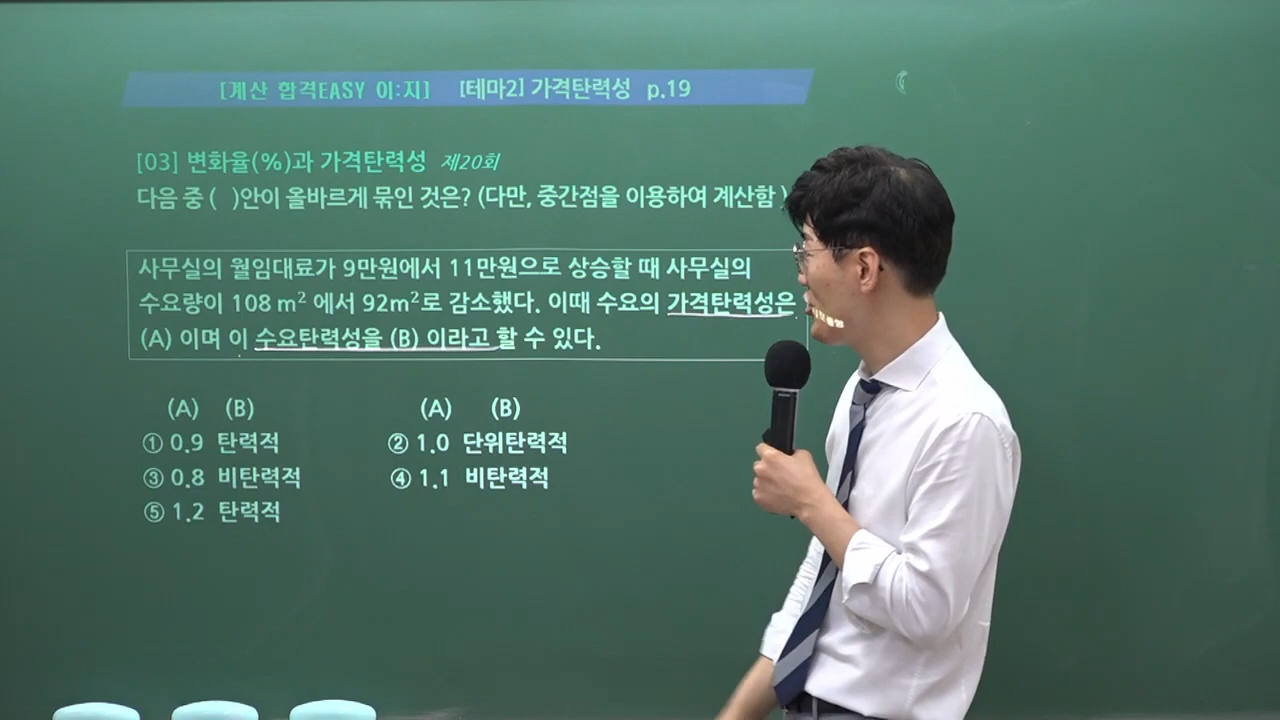 [계산 합격EASY 이:지] [테마2] 가격탄력성 p.19
[03] 변화율(%)과 가격탄력성 제20회
다음 중 ( )안이 올바르게 묶인 것은? (다만, 중간점을 이용하여 계산함)
사무실의 월임대료가 9만원에서 11만원으로 상승할 때 사무실의
수요량이 108 m² 에서 92m²로 감소했다. 이때 수요의 가격탄력성은
(A) 이며 이 수요탄력성을 (B) 이라고 할 수 있다.
(A) (B) (A) (B)
① 0.9 탄력적 ② 1.0 단위탄력적
③ 0.8 비탄력적 ④ 1.1 비탄력적
⑤ 1.2 탄력적